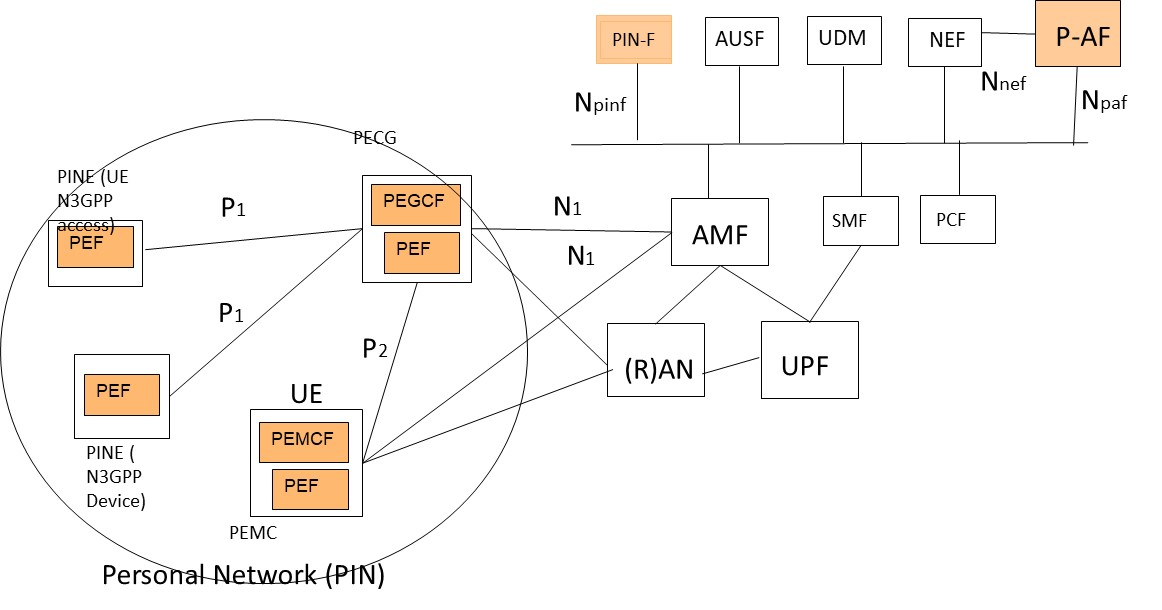 PIN-F
AUSF
UDM
NEF
P-AF
Nnef
Npinf
Npaf
PECG
PINE (UE
N3GPP
access)
PEF
P1
PEGCF
PEF
N1
N1
AMF
SMF
PCF
P1
P2
PEF
PINE (
N3GPP
Device)
UE
PEMCF
PEF
PEMC
(R)AN
UPF
Personal Network (PIN)